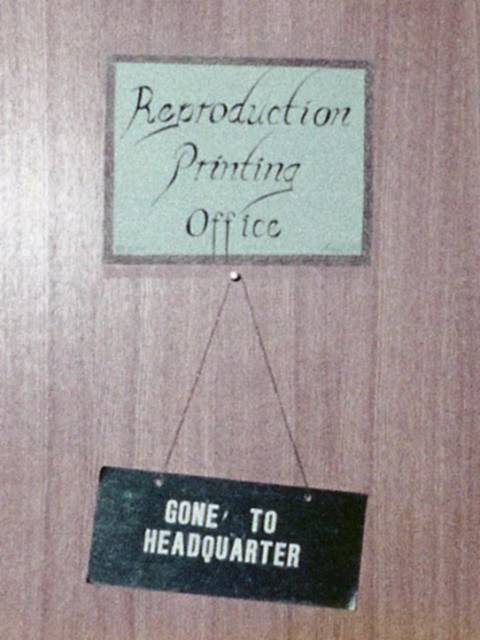 Reproduction
Printing
Office
GONE TO
HEADQUARTER